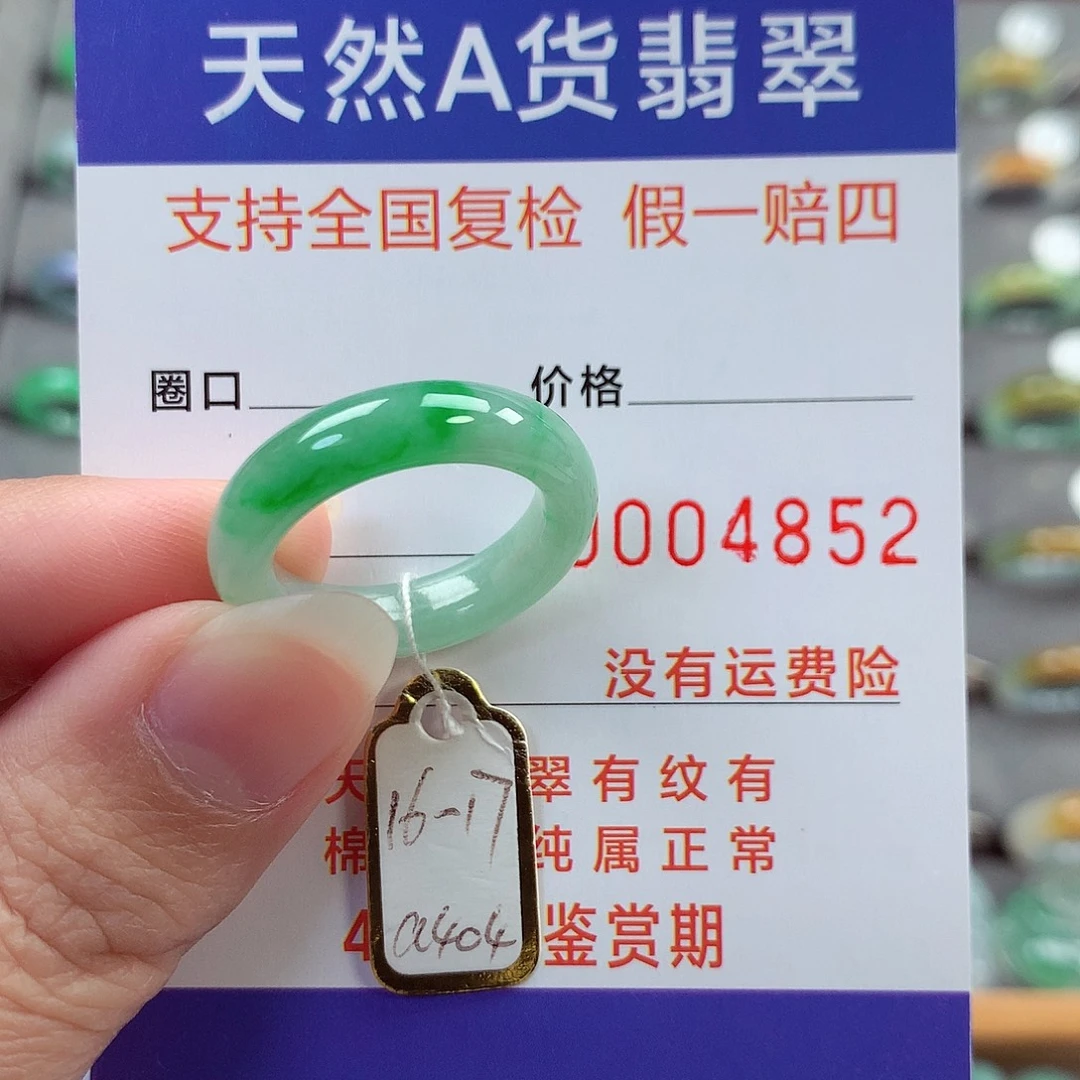 天然A货翡翠
支持全国复检 假一赔四
圈口 价格
004852
没有运费险
翠有纹有
棉 纯属正常
4 鉴赏期
16-17
a404